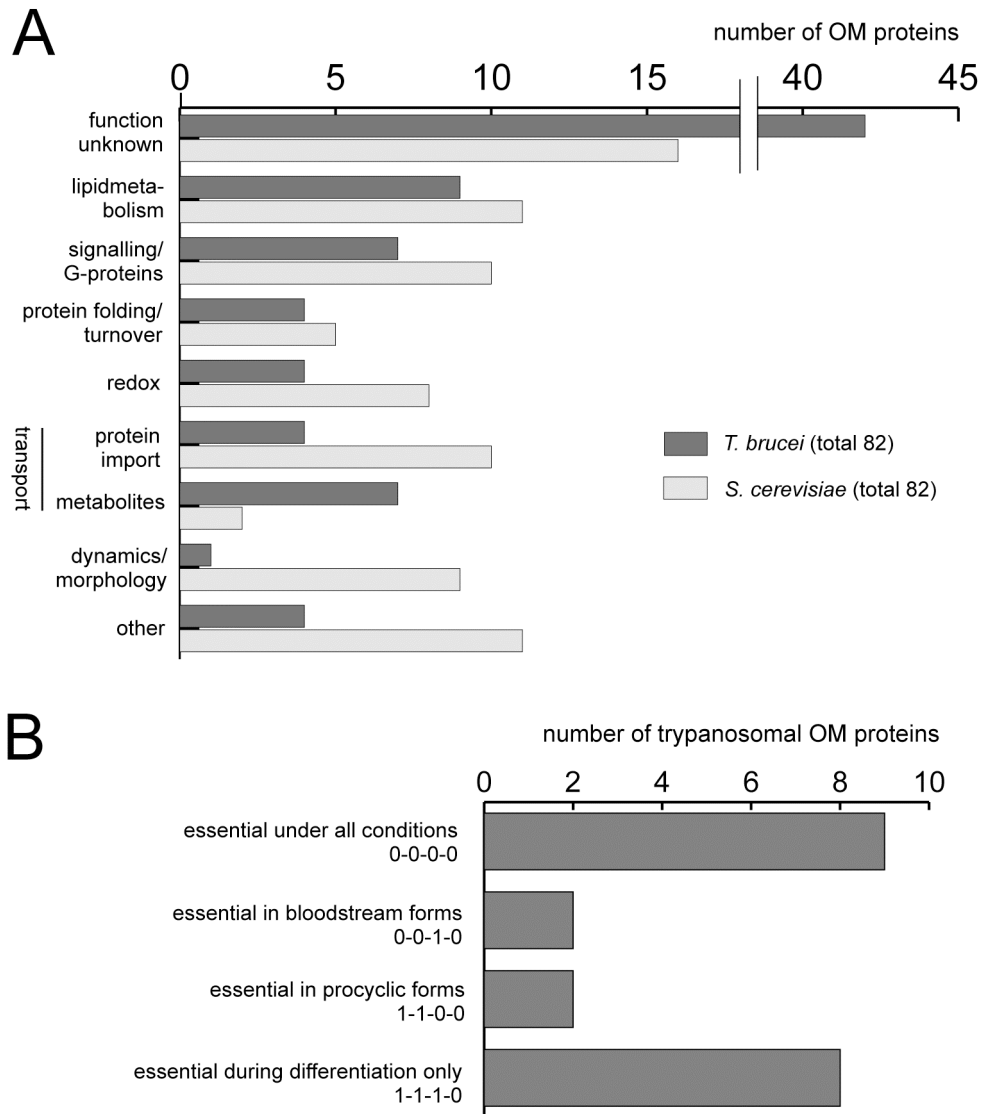 A
number of OM proteins
0 5 10 15 40 45
function
unknown
lipidmeta-
bolism
signalling/
G-proteins
protein folding/
turnover
redox
transport
protein
import
metabolites
dynamics/
morphology
other
T. brucei (total 82)
S. cerevisiae (total 82)
B
number of trypanosomal OM proteins
0 2 4 6 8 10
essential under all conditions
0-0-0-0
essential in bloodstream forms
0-0-1-0
essential in procyclic forms
1-1-0-0
essential during differentiation only
1-1-1-0